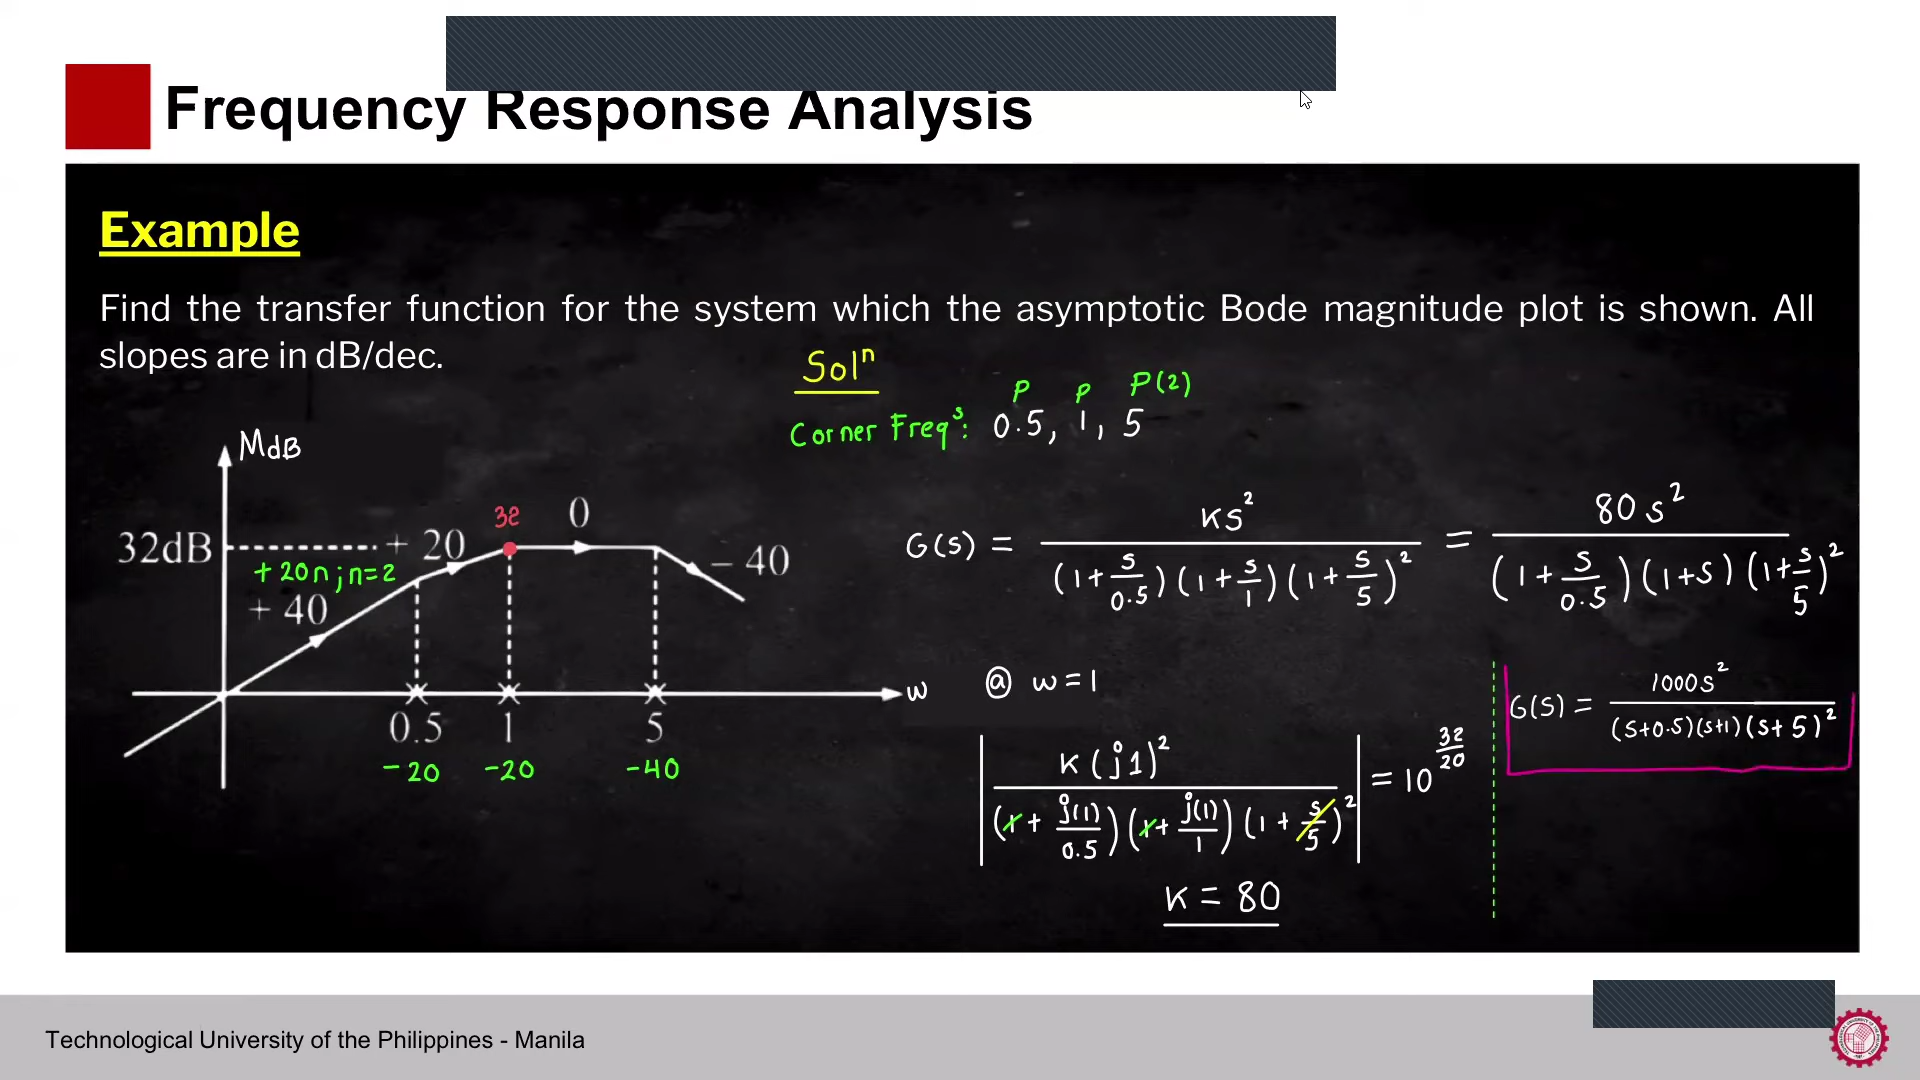 Frequency Response Analysis
Example
Find the transfer function for the system which the asymptotic Bode magnitude plot is shown. All
slopes are in dB/dec.
Solⁿ
P P P(2)
Corner Freqˢ: 0.5, 1, 5
MdB
32dB
+ 20
32
0
- 40
+20n; n=2
+ 40
w
0.5 1 5
-20 -20 -40
G(s) = Ks² / (1+s/0.5)(1+s/1)(1+s/5)² = 80s² / (1+s/0.5)(1+s)(1+s/5)²
@ w=1
|K(j1)² / (1+j(1)/0.5)(1+j(1)/1)(1+s/5)²| = 10^(32/20)
K = 80
G(s) = 1000s² / (s+0.5)(s+1)(s+5)²
Technological University of the Philippines - Manila